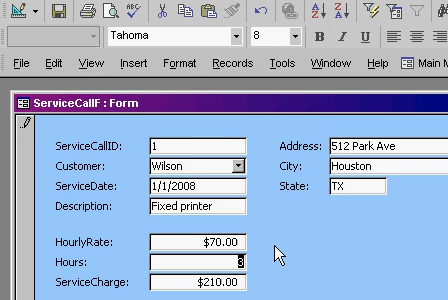 Tahoma 8 B I U
File Edit View Insert Format Records Tools Window Help Main M
ServiceCallF : Form
ServiceCallID: 1 Address: 512 Park Ave
Customer: Wilson City: Houston
ServiceDate: 1/1/2008 State: TX
Description: Fixed printer
HourlyRate: $70.00
Hours: 3
ServiceCharge: $210.00